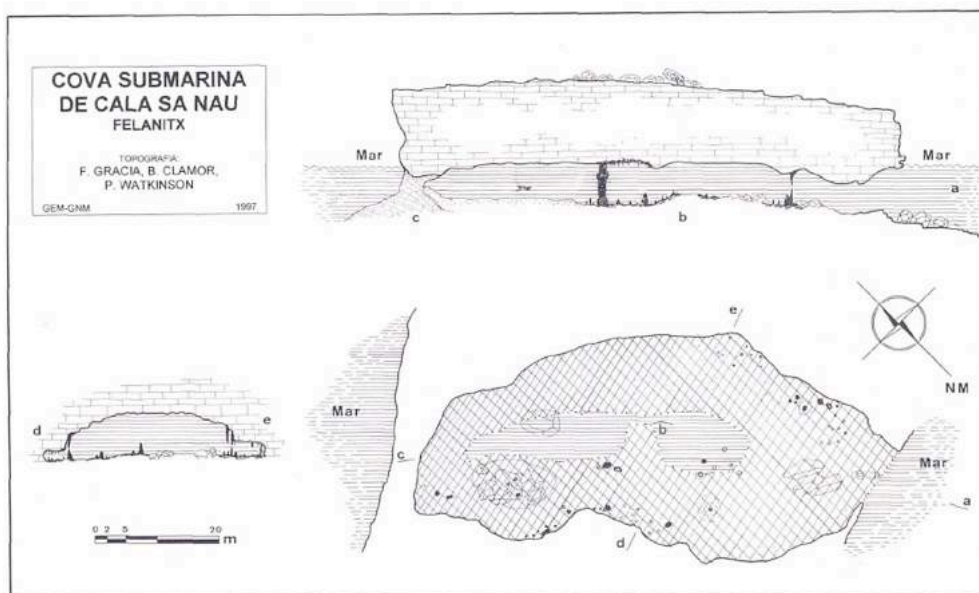 COVA SUBMARINA
DE CALA SA NAU
FELANITX
TOPOGRAFIA:
F. GRACIA, B. CLAMOR,
P. WATKINSON
GEM-GNM 1997
Mar
Mar
a
c
b
e
NM
d
e
Mar
b
c
Mar
a
d
0 2 5 20
m